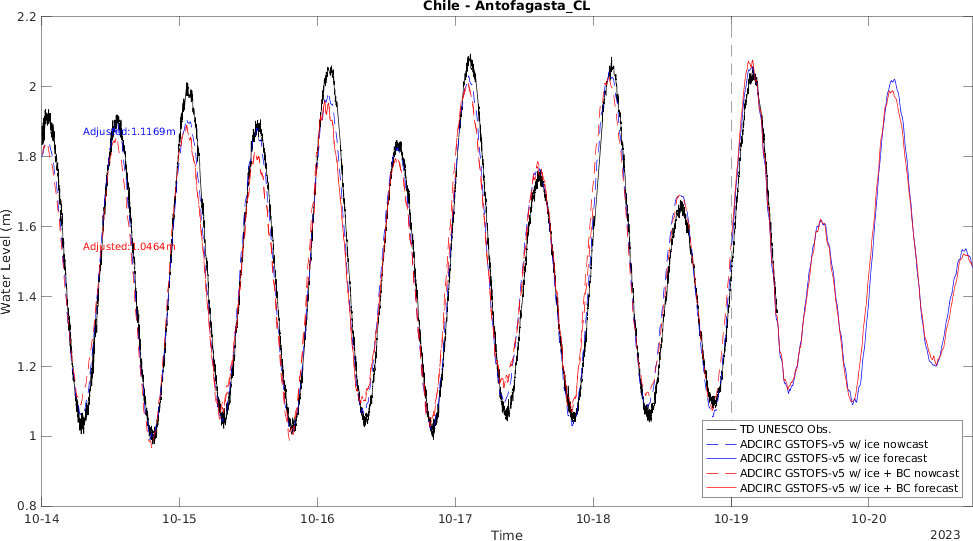 Chile - Antofagasta_CL
2.2
2
1.8
1.6
1.4
1.2
1
0.8
Water Level (m)
Adjusted:1.1169m
Adjusted:1.0464m
TD UNESCO Obs.
ADCIRC GSTOFS-v5 w/ ice nowcast
ADCIRC GSTOFS-v5 w/ ice forecast
ADCIRC GSTOFS-v5 w/ ice + BC nowcast
ADCIRC GSTOFS-v5 w/ ice + BC forecast
10-14 10-15 10-16 10-17 10-18 10-19 10-20
Time
2023